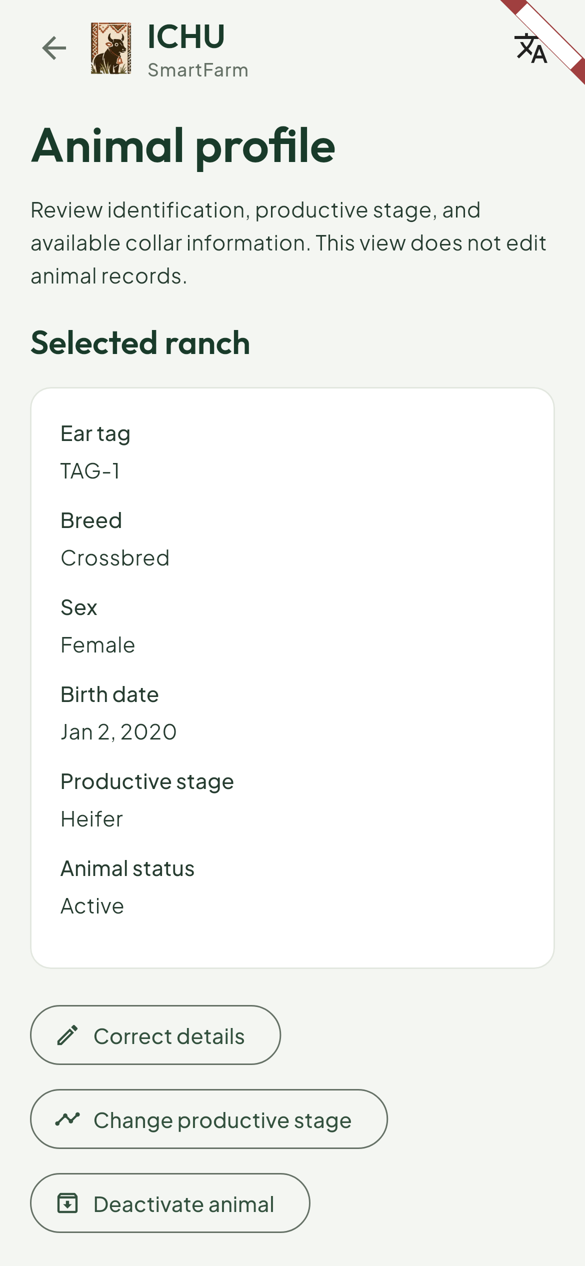 ICHU
SmartFarm
Animal profile
Review identification, productive stage, and
available collar information. This view does not edit
animal records.
Selected ranch
Ear tag
TAG-1
Breed
Crossbred
Sex
Female
Birth date
Jan 2, 2020
Productive stage
Heifer
Animal status
Active
Correct details
Change productive stage
Deactivate animal